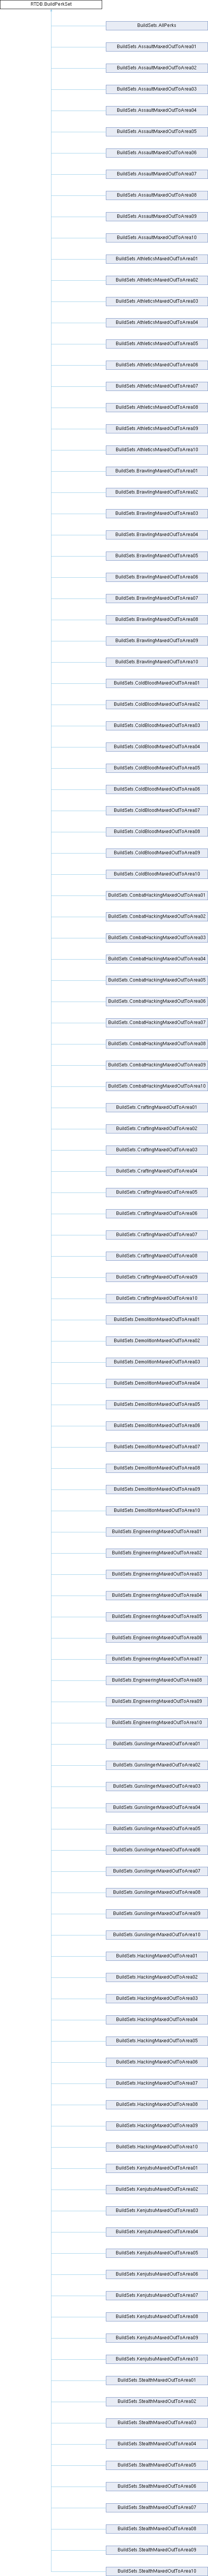 RTDB.BuildPerkSet
BuildSets.AllPerks
BuildSets.AssaultMaxedOutToArea01
BuildSets.AssaultMaxedOutToArea02
BuildSets.AssaultMaxedOutToArea03
BuildSets.AssaultMaxedOutToArea04
BuildSets.AssaultMaxedOutToArea05
BuildSets.AssaultMaxedOutToArea06
BuildSets.AssaultMaxedOutToArea07
BuildSets.AssaultMaxedOutToArea08
BuildSets.AssaultMaxedOutToArea09
BuildSets.AssaultMaxedOutToArea10
BuildSets.AthleticsMaxedOutToArea01
BuildSets.AthleticsMaxedOutToArea02
BuildSets.AthleticsMaxedOutToArea03
BuildSets.AthleticsMaxedOutToArea04
BuildSets.AthleticsMaxedOutToArea05
BuildSets.AthleticsMaxedOutToArea06
BuildSets.AthleticsMaxedOutToArea07
BuildSets.AthleticsMaxedOutToArea08
BuildSets.AthleticsMaxedOutToArea09
BuildSets.AthleticsMaxedOutToArea10
BuildSets.BrawlingMaxedOutToArea01
BuildSets.BrawlingMaxedOutToArea02
BuildSets.BrawlingMaxedOutToArea03
BuildSets.BrawlingMaxedOutToArea04
BuildSets.BrawlingMaxedOutToArea05
BuildSets.BrawlingMaxedOutToArea06
BuildSets.BrawlingMaxedOutToArea07
BuildSets.BrawlingMaxedOutToArea08
BuildSets.BrawlingMaxedOutToArea09
BuildSets.BrawlingMaxedOutToArea10
BuildSets.ColdBloodMaxedOutToArea01
BuildSets.ColdBloodMaxedOutToArea02
BuildSets.ColdBloodMaxedOutToArea03
BuildSets.ColdBloodMaxedOutToArea04
BuildSets.ColdBloodMaxedOutToArea05
BuildSets.ColdBloodMaxedOutToArea06
BuildSets.ColdBloodMaxedOutToArea07
BuildSets.ColdBloodMaxedOutToArea08
BuildSets.ColdBloodMaxedOutToArea09
BuildSets.ColdBloodMaxedOutToArea10
BuildSets.CombatHackingMaxedOutToArea01
BuildSets.CombatHackingMaxedOutToArea02
BuildSets.CombatHackingMaxedOutToArea03
BuildSets.CombatHackingMaxedOutToArea04
BuildSets.CombatHackingMaxedOutToArea05
BuildSets.CombatHackingMaxedOutToArea06
BuildSets.CombatHackingMaxedOutToArea07
BuildSets.CombatHackingMaxedOutToArea08
BuildSets.CombatHackingMaxedOutToArea09
BuildSets.CombatHackingMaxedOutToArea10
BuildSets.CraftingMaxedOutToArea01
BuildSets.CraftingMaxedOutToArea02
BuildSets.CraftingMaxedOutToArea03
BuildSets.CraftingMaxedOutToArea04
BuildSets.CraftingMaxedOutToArea05
BuildSets.CraftingMaxedOutToArea06
BuildSets.CraftingMaxedOutToArea07
BuildSets.CraftingMaxedOutToArea08
BuildSets.CraftingMaxedOutToArea09
BuildSets.CraftingMaxedOutToArea10
BuildSets.DemolitionMaxedOutToArea01
BuildSets.DemolitionMaxedOutToArea02
BuildSets.DemolitionMaxedOutToArea03
BuildSets.DemolitionMaxedOutToArea04
BuildSets.DemolitionMaxedOutToArea05
BuildSets.DemolitionMaxedOutToArea06
BuildSets.DemolitionMaxedOutToArea07
BuildSets.DemolitionMaxedOutToArea08
BuildSets.DemolitionMaxedOutToArea09
BuildSets.DemolitionMaxedOutToArea10
BuildSets.EngineeringMaxedOutToArea01
BuildSets.EngineeringMaxedOutToArea02
BuildSets.EngineeringMaxedOutToArea03
BuildSets.EngineeringMaxedOutToArea04
BuildSets.EngineeringMaxedOutToArea05
BuildSets.EngineeringMaxedOutToArea06
BuildSets.EngineeringMaxedOutToArea07
BuildSets.EngineeringMaxedOutToArea08
BuildSets.EngineeringMaxedOutToArea09
BuildSets.EngineeringMaxedOutToArea10
BuildSets.GunslingerMaxedOutToArea01
BuildSets.GunslingerMaxedOutToArea02
BuildSets.GunslingerMaxedOutToArea03
BuildSets.GunslingerMaxedOutToArea04
BuildSets.GunslingerMaxedOutToArea05
BuildSets.GunslingerMaxedOutToArea06
BuildSets.GunslingerMaxedOutToArea07
BuildSets.GunslingerMaxedOutToArea08
BuildSets.GunslingerMaxedOutToArea09
BuildSets.GunslingerMaxedOutToArea10
BuildSets.HackingMaxedOutToArea01
BuildSets.HackingMaxedOutToArea02
BuildSets.HackingMaxedOutToArea03
BuildSets.HackingMaxedOutToArea04
BuildSets.HackingMaxedOutToArea05
BuildSets.HackingMaxedOutToArea06
BuildSets.HackingMaxedOutToArea07
BuildSets.HackingMaxedOutToArea08
BuildSets.HackingMaxedOutToArea09
BuildSets.HackingMaxedOutToArea10
BuildSets.KenjutsuMaxedOutToArea01
BuildSets.KenjutsuMaxedOutToArea02
BuildSets.KenjutsuMaxedOutToArea03
BuildSets.KenjutsuMaxedOutToArea04
BuildSets.KenjutsuMaxedOutToArea05
BuildSets.KenjutsuMaxedOutToArea06
BuildSets.KenjutsuMaxedOutToArea07
BuildSets.KenjutsuMaxedOutToArea08
BuildSets.KenjutsuMaxedOutToArea09
BuildSets.KenjutsuMaxedOutToArea10
BuildSets.StealthMaxedOutToArea01
BuildSets.StealthMaxedOutToArea02
BuildSets.StealthMaxedOutToArea03
BuildSets.StealthMaxedOutToArea04
BuildSets.StealthMaxedOutToArea05
BuildSets.StealthMaxedOutToArea06
BuildSets.StealthMaxedOutToArea07
BuildSets.StealthMaxedOutToArea08
BuildSets.StealthMaxedOutToArea09
BuildSets.StealthMaxedOutToArea10